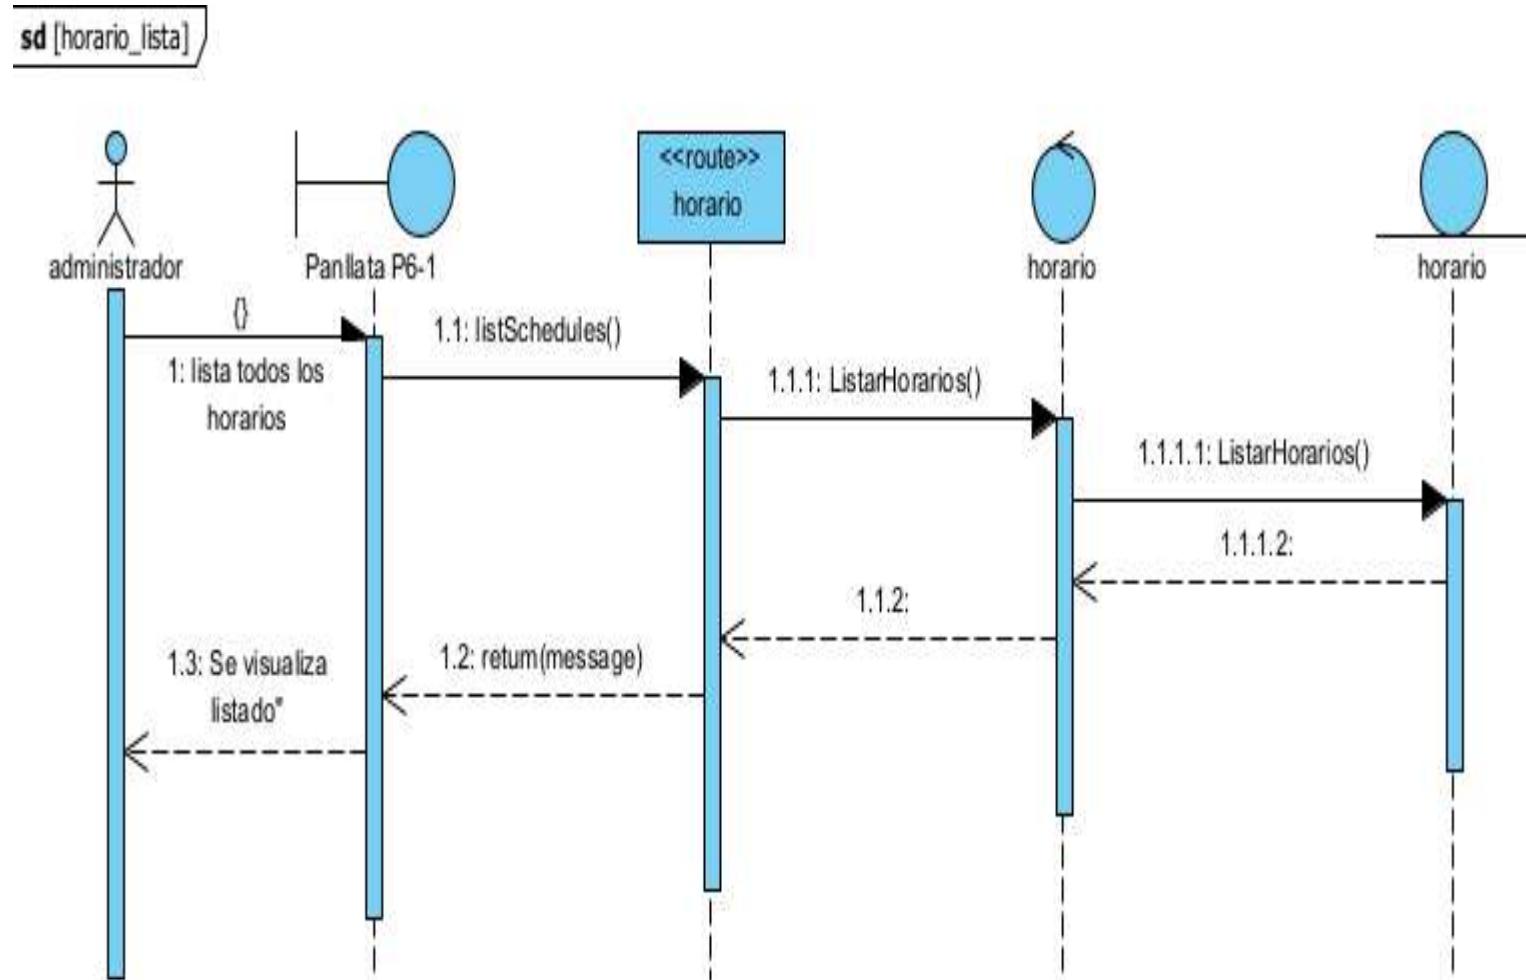 sd [horario_lista]
<<route>>
horario
administrador
Panllata P6-1
horario
horario
{}
1: lista todos los
horarios
1.1: listSchedules()
1.1.1: ListarHorarios()
1.1.1.1: ListarHorarios()
1.1.1.2:
1.1.2:
1.2: return(message)
1.3: Se visualiza
listado"